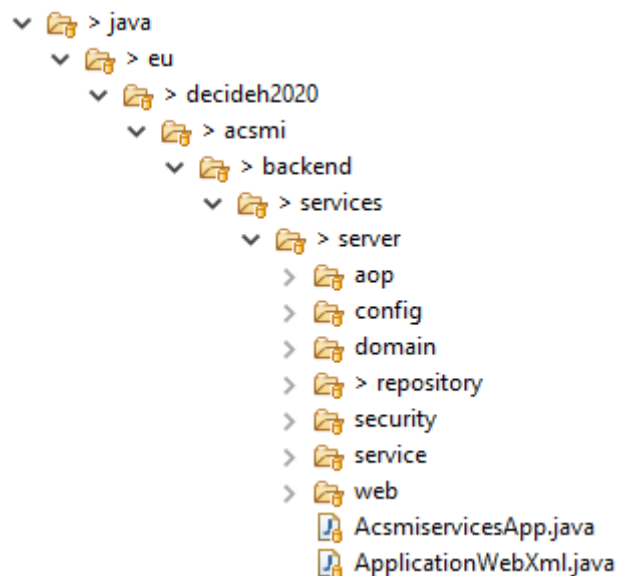 > java
> eu
> decideh2020
> acsmi
> backend
> services
> server
aop
config
domain
> repository
security
service
web
AcsmiservicesApp.java
ApplicationWebXml.java